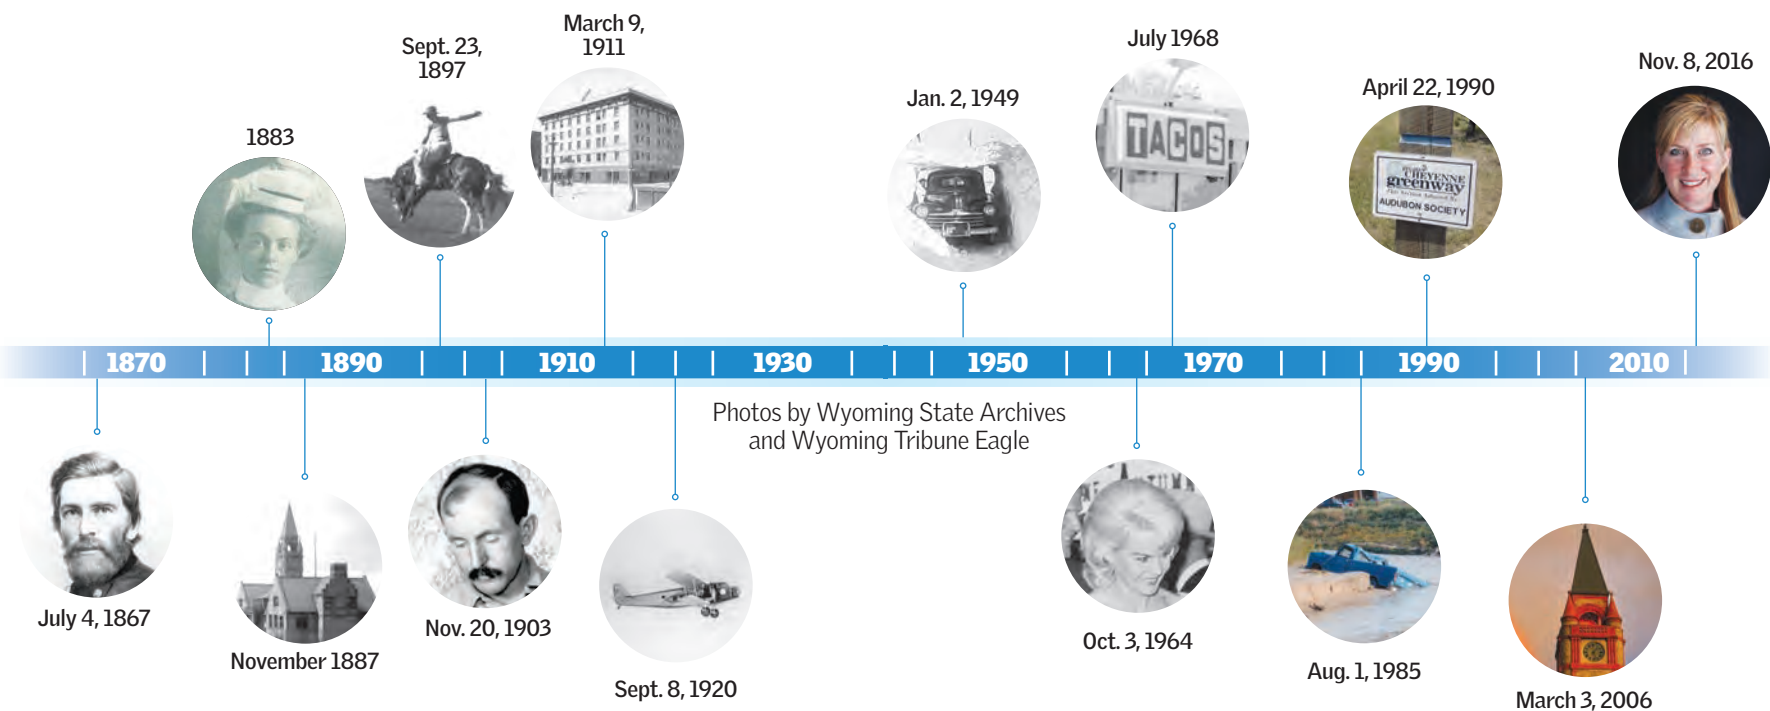 March 9,
1911
Sept. 23,
1897
July 1968
Nov. 8, 2016
Jan. 2, 1949
April 22, 1990
1883
TACOS
CHEYENNE
greenway
AUDUBON SOCIETY
1870
1890
1910
1930
1950
1970
1990
2010
Photos by Wyoming State Archives
and Wyoming Tribune Eagle
July 4, 1867
November 1887
Nov. 20, 1903
Sept. 8, 1920
Oct. 3, 1964
Aug. 1, 1985
March 3, 2006